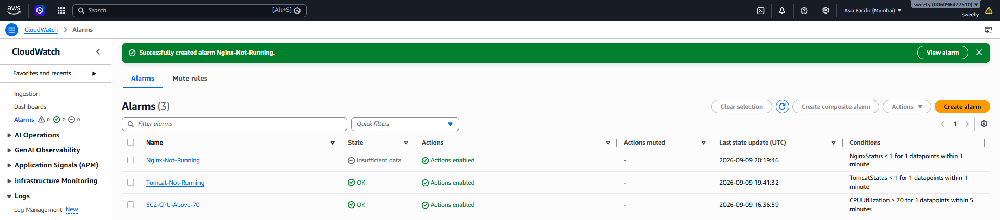 aws
Search
[Alt+S]
Asia Pacific (Mumbai)
sweety (006096427510)
sweety
CloudWatch
Alarms
CloudWatch
Favorites and recents
Ingestion
Dashboards
Alarms 0 2 0
AI Operations
GenAI Observability
Application Signals (APM)
Infrastructure Monitoring
Logs
Log Management New
Successfully created alarm Nginx-Not-Running.
View alarm
Alarms
Mute rules
Alarms (3)
Clear selection
Create composite alarm
Actions
Create alarm
Filter alarms
Quick filters
1
Name State Actions Actions muted Last state update (UTC) Conditions
Nginx-Not-Running Insufficient data Actions enabled - 2026-09-09 20:19:46 NginxStatus < 1 for 1 datapoints within 1
minute
Tomcat-Not-Running OK Actions enabled - 2026-09-09 19:41:32 TomcatStatus < 1 for 1 datapoints within 1
minute
EC2-CPU-Above-70 OK Actions enabled - 2026-09-09 16:36:59 CPUUtilization > 70 for 1 datapoints within 5
minutes